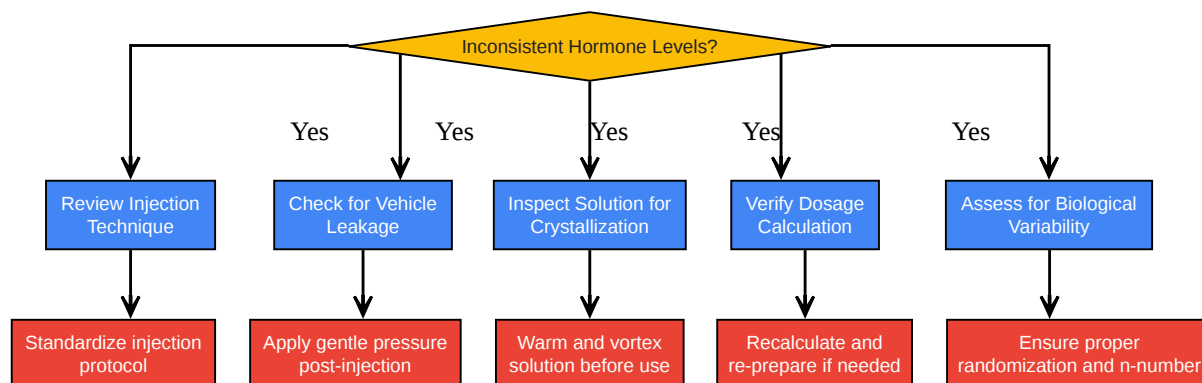 Inconsistent Hormone Levels?
Yes
Yes
Yes
Yes
Yes
Review Injection
Technique
Check for Vehicle
Leakage
Inspect Solution for
Crystallization
Verify Dosage
Calculation
Assess for Biological
Variability
Standardize injection
protocol
Apply gentle pressure
post-injection
Warm and vortex
solution before use
Recalculate and
re-prepare if needed
Ensure proper
randomization and n-number